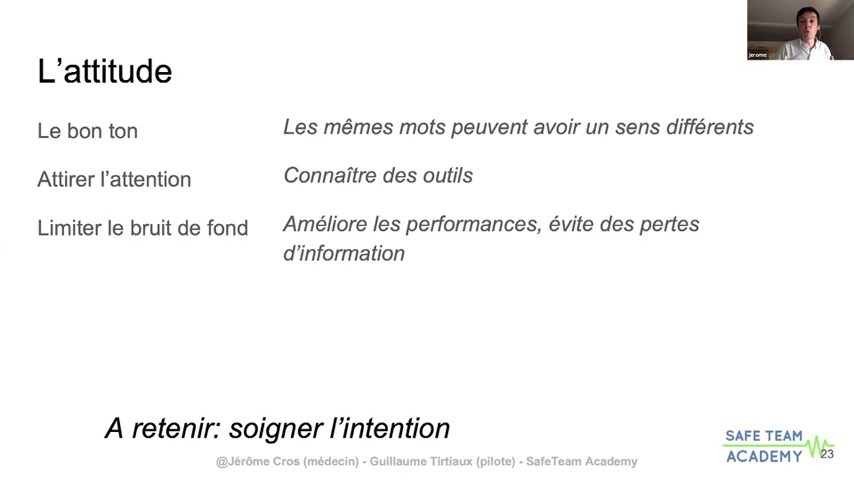 jerome
L’attitude
Le bon ton
Les mêmes mots peuvent avoir un sens différents
Attirer l’attention
Connaître des outils
Limiter le bruit de fond
Améliore les performances, évite des pertes
d’information
A retenir: soigner l’intention
@Jérôme Cros (médecin) - Guillaume Tirtiaux (pilote) - SafeTeam Academy
SAFE TEAM
ACADEMY
23